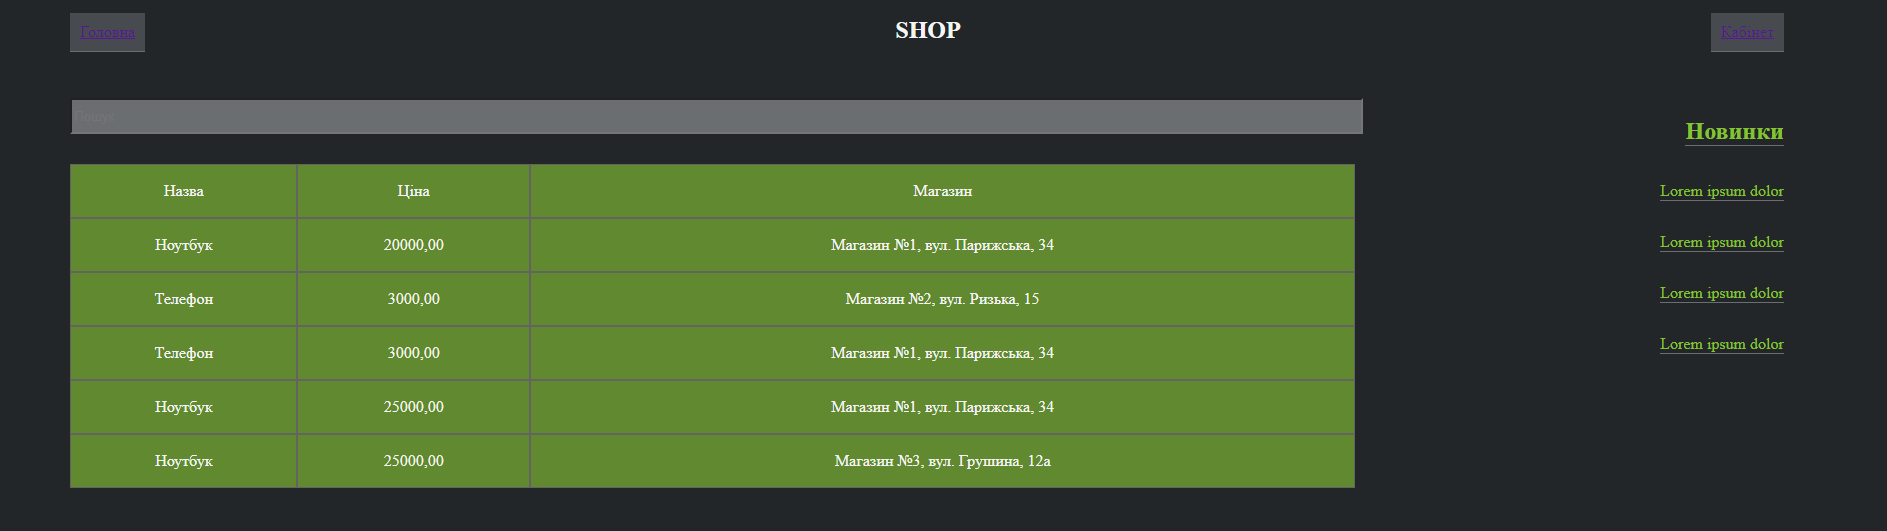 Головна SHOP Кабінет
Пошук
Назва Ціна Магазин
Ноутбук 20000,00 Магазин №1, вул. Парижська, 34
Телефон 3000,00 Магазин №2, вул. Ризька, 15
Телефон 3000,00 Магазин №1, вул. Парижська, 34
Ноутбук 25000,00 Магазин №1, вул. Парижська, 34
Ноутбук 25000,00 Магазин №3, вул. Грушина, 12а
Новинки
Lorem ipsum dolor
Lorem ipsum dolor
Lorem ipsum dolor
Lorem ipsum dolor